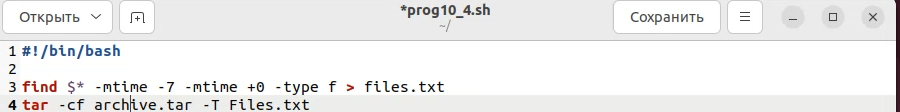 Открыть
*prog10_4.sh
~/
Сохранить
1 #!/bin/bash
2
3 find $* -mtime -7 -mtime +0 -type f > files.txt
4 tar -cf archive.tar -T Files.txt